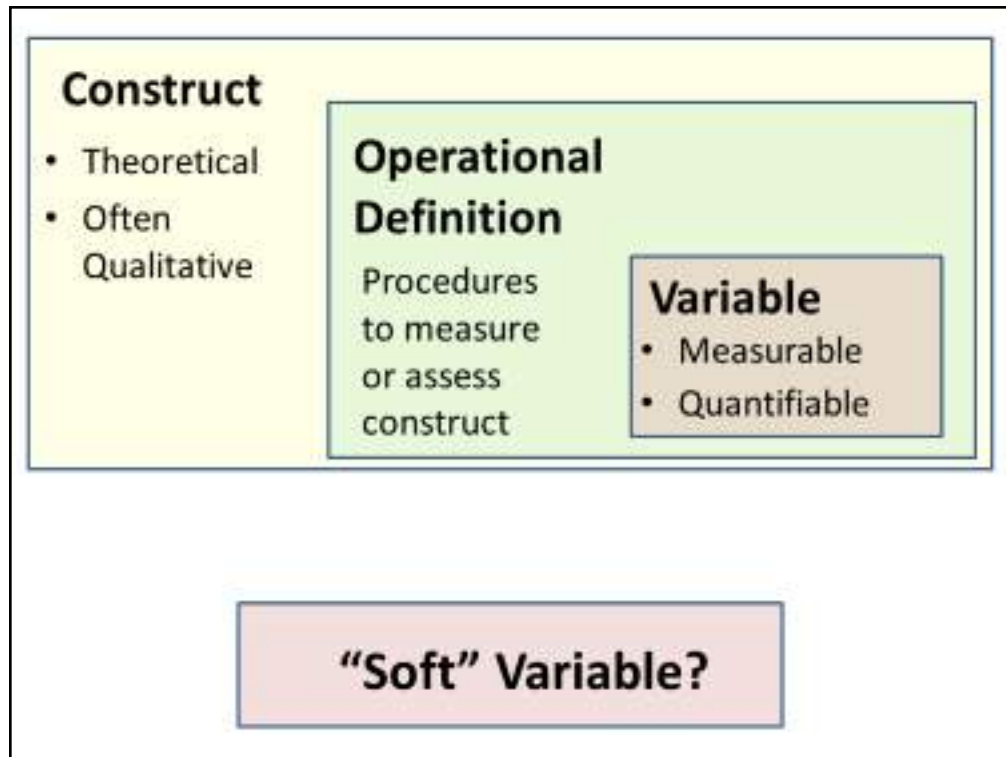 Construct
• Theoretical
• Often
Qualitative
Operational
Definition
Procedures
to measure
or assess
construct
Variable
• Measurable
• Quantifiable
“Soft” Variable?